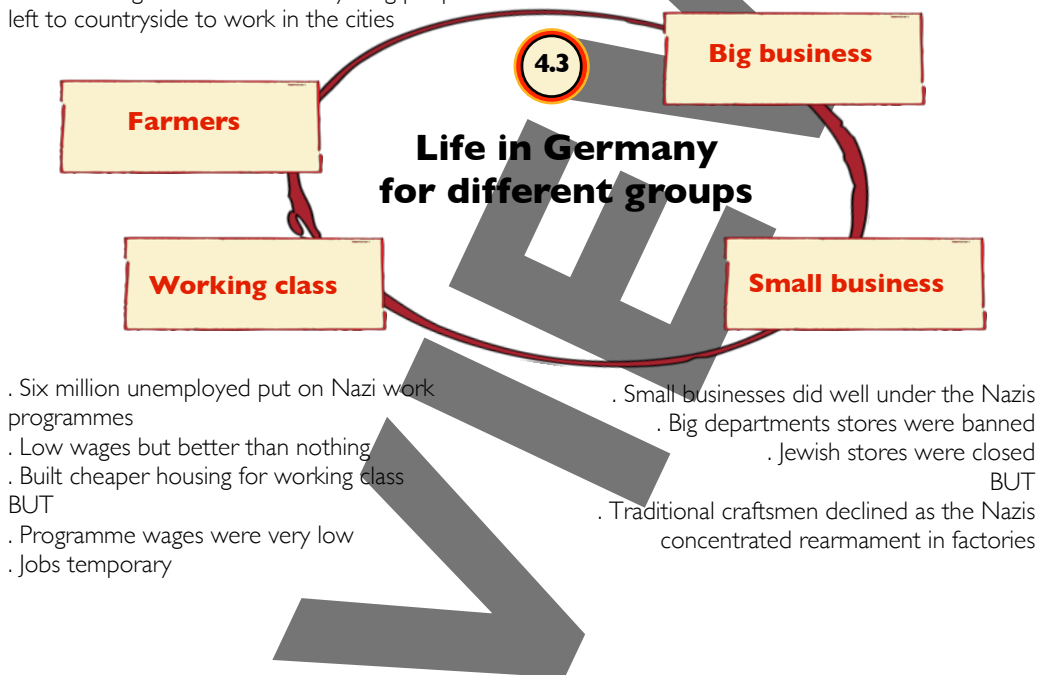 left to countryside to work in the cities
4.3
Big business
Farmers
Life in Germany
for different groups
Working class
Small business
. Six million unemployed put on Nazi work
programmes
. Low wages but better than nothing
. Built cheaper housing for working class
BUT
. Programme wages were very low
. Jobs temporary
. Small businesses did well under the Nazis
. Big departments stores were banned
. Jewish stores were closed
BUT
. Traditional craftsmen declined as the Nazis
concentrated rearmament in factories